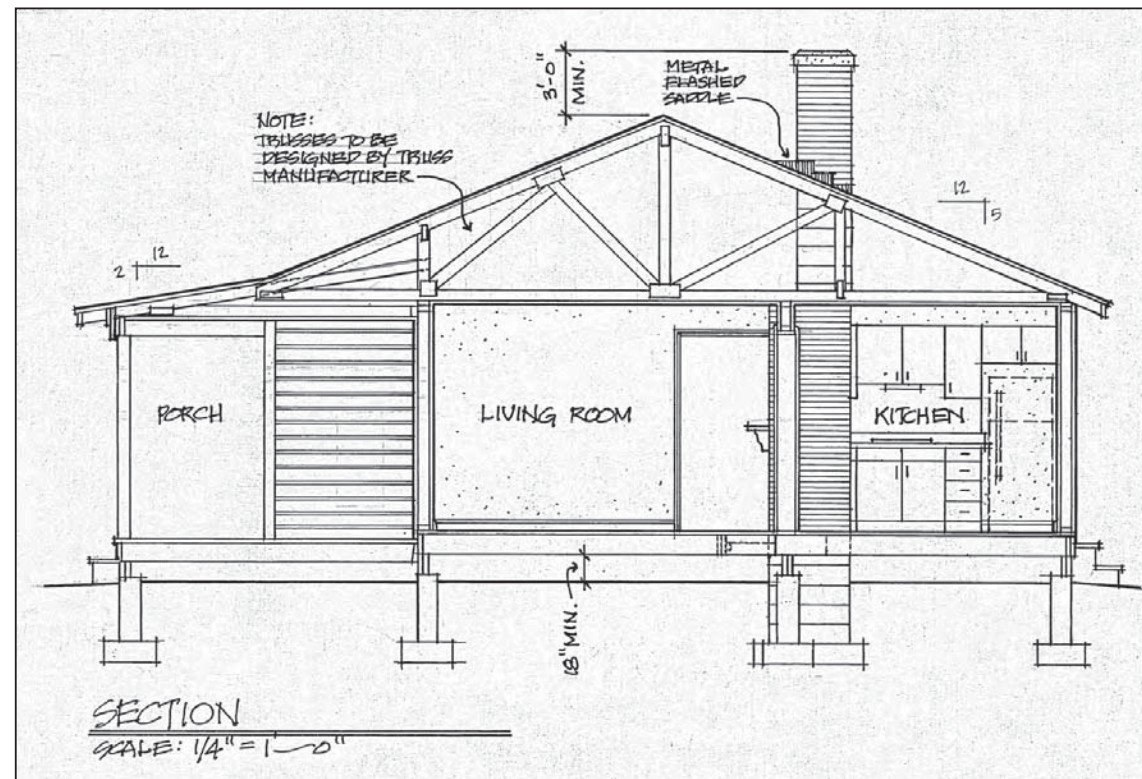 3'-0"
MIN.
METAL
FLASHED
SADDLE
NOTE:
TRUSSES TO BE
DESIGNED BY TRUSS
MANUFACTURER
12
5
12
2
PORCH
LIVING ROOM
KITCHEN
18" MIN.
SECTION
SCALE: 1/4" = 1'-0"